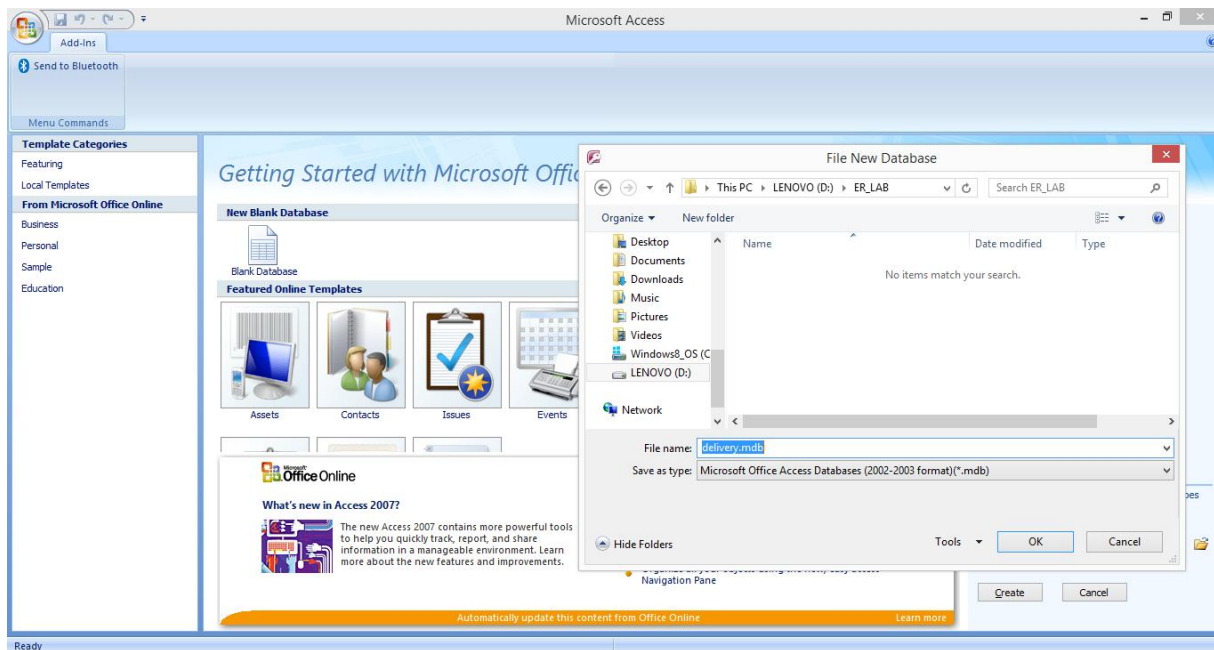 Microsoft Access
Add-Ins
Send to Bluetooth
Menu Commands
Template Categories
Featuring
Local Templates
From Microsoft Office Online
Business
Personal
Sample
Education
Getting Started with Microsoft Offic
New Blank Database
Blank Database
Featured Online Templates
Assets
Contacts
Issues
Events
Microsoft
Office Online
What's new in Access 2007?
The new Access 2007 contains more powerful tools
to help you quickly track, report, and share
information in a manageable environment. Learn
more about the new features and improvements.
Navigation Pane
Automatically update this content from Office Online
Learn more
File New Database
This PC
LENOVO (D:)
ER_LAB
Search ER_LAB
Organize
New folder
Desktop
Documents
Downloads
Music
Pictures
Videos
Windows8_OS (C
LENOVO (D:)
Network
Name
Date modified
Type
No items match your search.
File name:
delivery.mdb
Save as type:
Microsoft Office Access Databases (2002-2003 format)(*.mdb)
Hide Folders
Tools
OK
Cancel
Create
Cancel
Ready